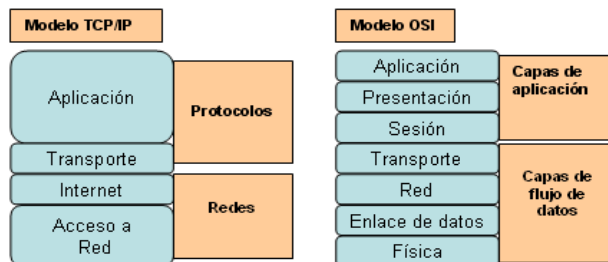 Modelo TCP/IP
Aplicación
Transporte
Internet
Acceso a
Red
Protocolos
Redes
Modelo OSI
Aplicación
Presentación
Sesión
Transporte
Red
Enlace de datos
Física
Capas de
aplicación
Capas de
flujo de
datos